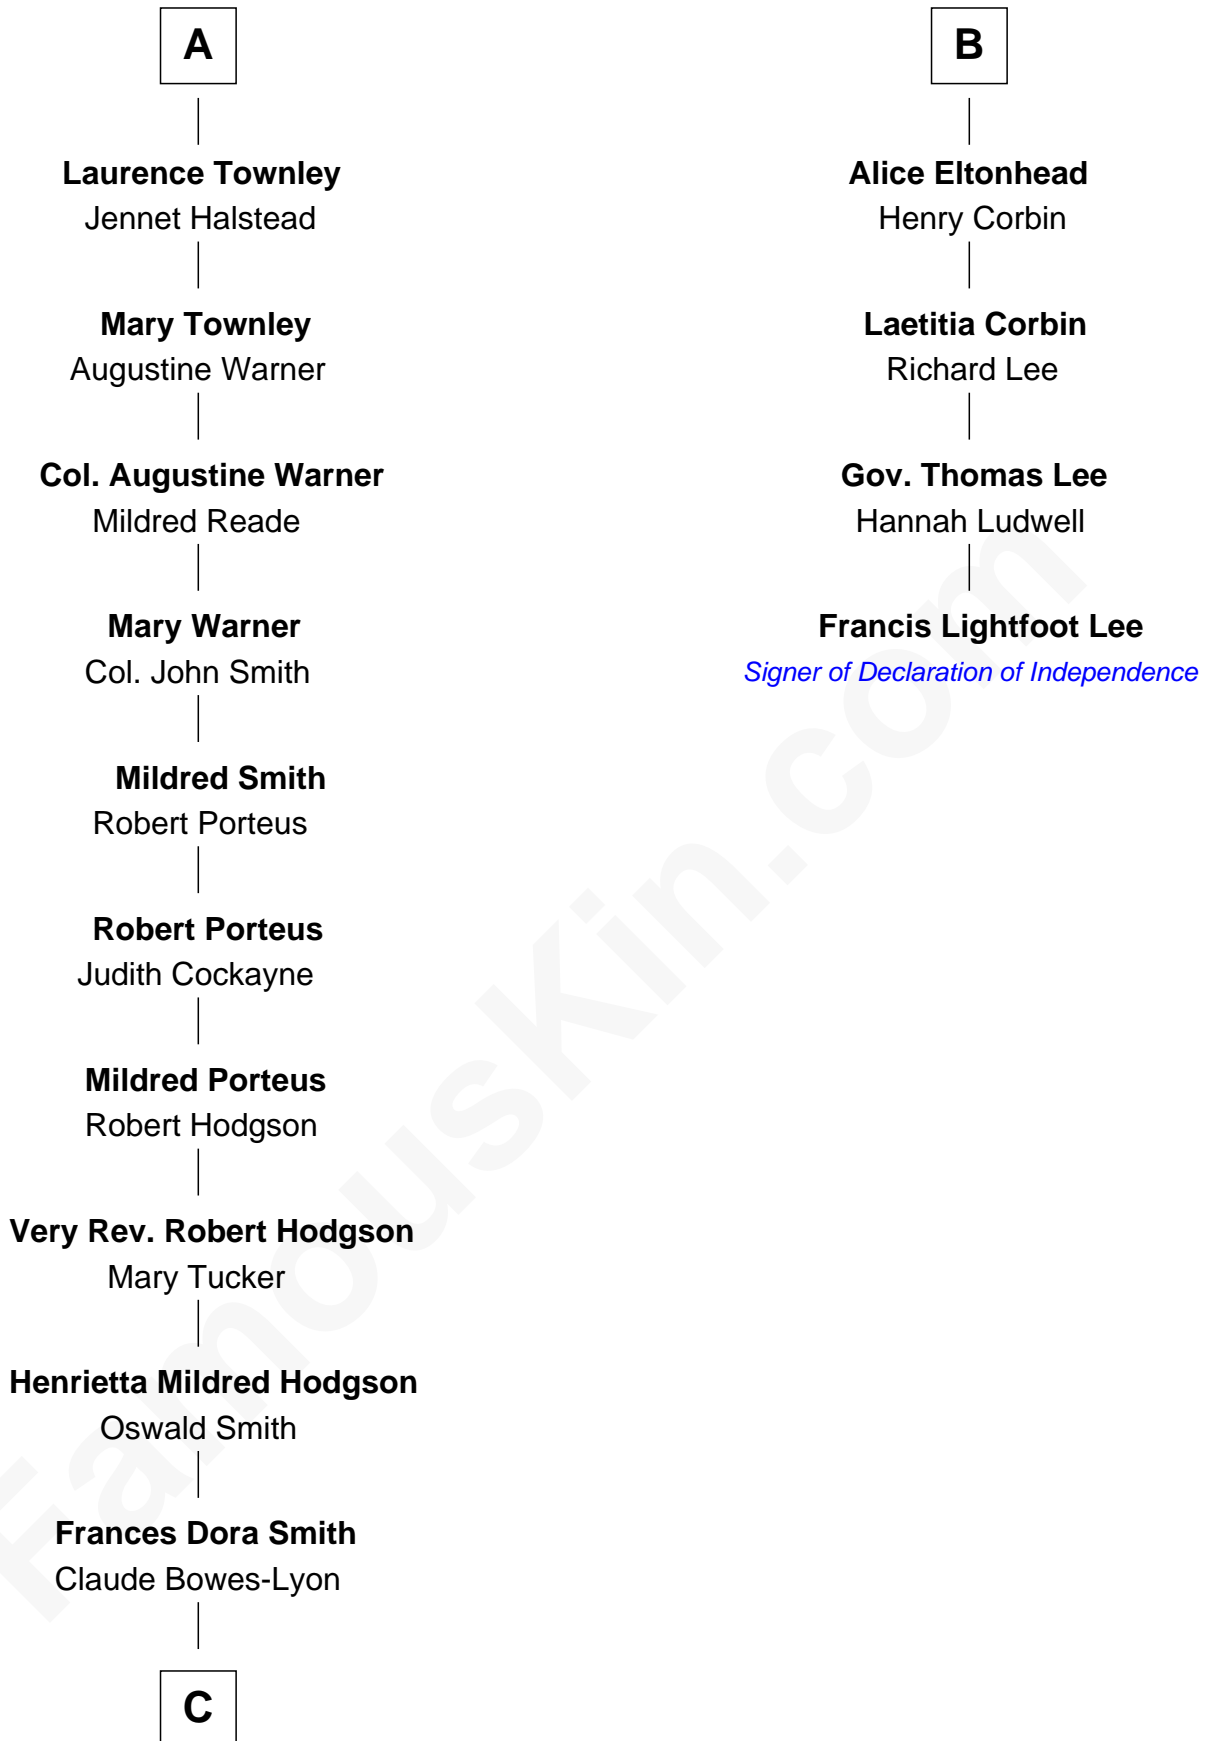 A
Laurence Townley
Jennet Halstead
Mary Townley
Augustine Warner
Col. Augustine Warner
Mildred Reade
Mary Warner
Col. John Smith
Mildred Smith
Robert Porteus
Robert Porteus
Judith Cockayne
Mildred Porteus
Robert Hodgson
Very Rev. Robert Hodgson
Mary Tucker
Henrietta Mildred Hodgson
Oswald Smith
Frances Dora Smith
Claude Bowes-Lyon
C
B
Alice Eltonhead
Henry Corbin
Laetitia Corbin
Richard Lee
Gov. Thomas Lee
Hannah Ludwell
Francis Lightfoot Lee
Signer of Declaration of Independence
FamousKin.com